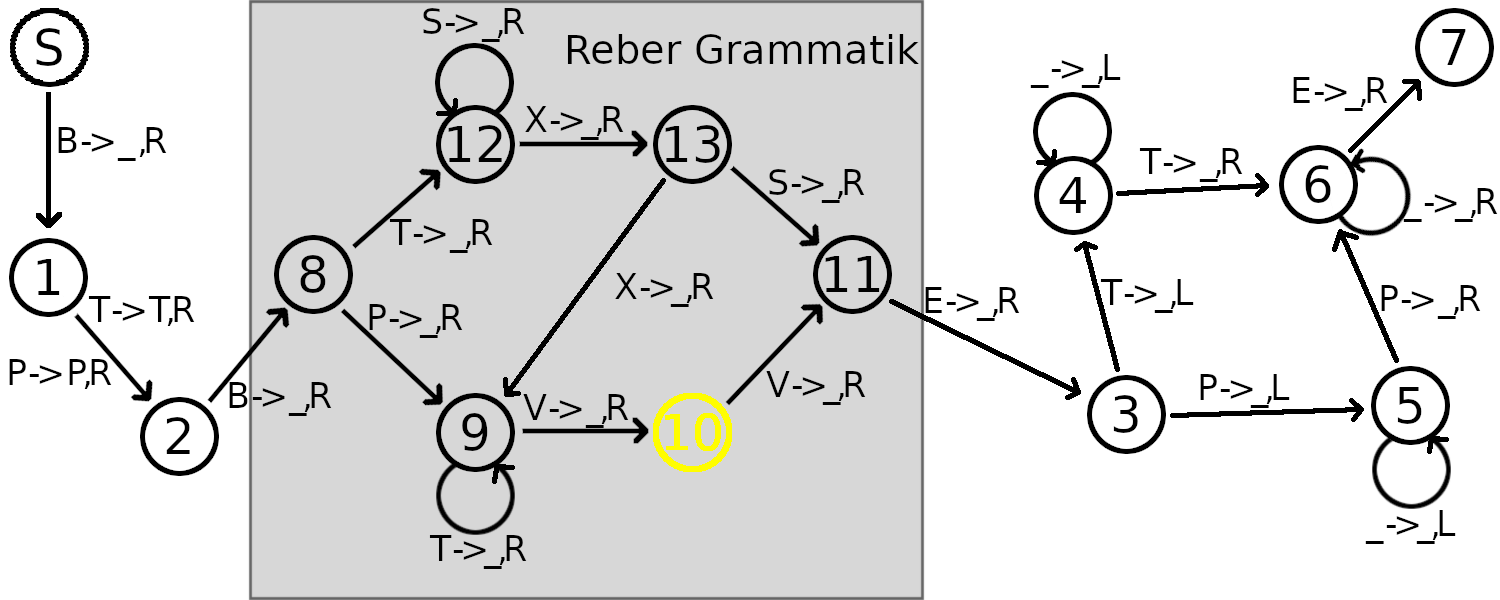 S
B->_,R
1
T->T,R
P->P,R
2
B->_,R
Reber Grammatik
8
T->_,R
P->_,R
S->_,R
12
X->_,R
13
S->_,R
X->_,R
9
T->_,R
V->_,R
10
V->_,R
11
E->_,R
3
T->_,L
P->_,L
_->_,L
4
T->_,R
5
_->_,L
P->_,R
6
_->_,R
E->_,R
7